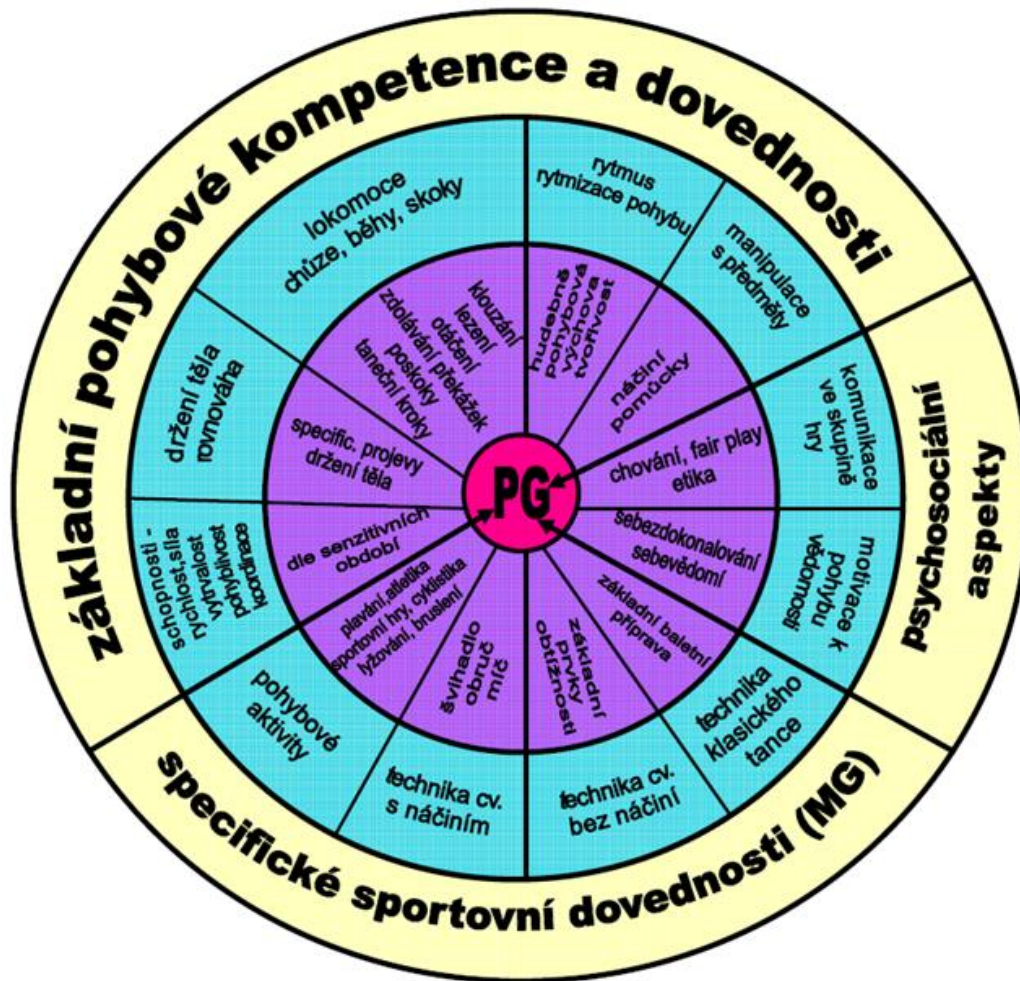 základní pohybové kompetence a dovednosti
psychosociální
aspekty
specifické sportovní dovednosti (MG)
rytmus
rytmizace pohybu
manipulace
s předměty
komunikace
ve skupině
hry
motivace k
pohybu
vědomosti
technika
klasického
tance
technika cv.
bez náčiní
technika cv.
s náčiním
pohybové
aktivity
schopnosti -
rychlost,síla
vytrvalost
pohyblivost
koordinace
držení těla
rovnováha
lokomoce
chůze, běhy, skoky
hudebně
pohybová
výchova
tvořivost
náčiní
pomůcky
chování, fair play
etika
sebezdokonalování
sebevědomí
základní baletní
příprava
základní
prvky
obtížnosti
švihadlo
obruč
míč
plavání,atletika
sportovní hry, cyklistika
lyžování, bruslení
dle senzitivních
období
specific. projevy
držení těla
klouzání
lezení
otáčení
zdolávání překážek
poskoky
taneční kroky
PG